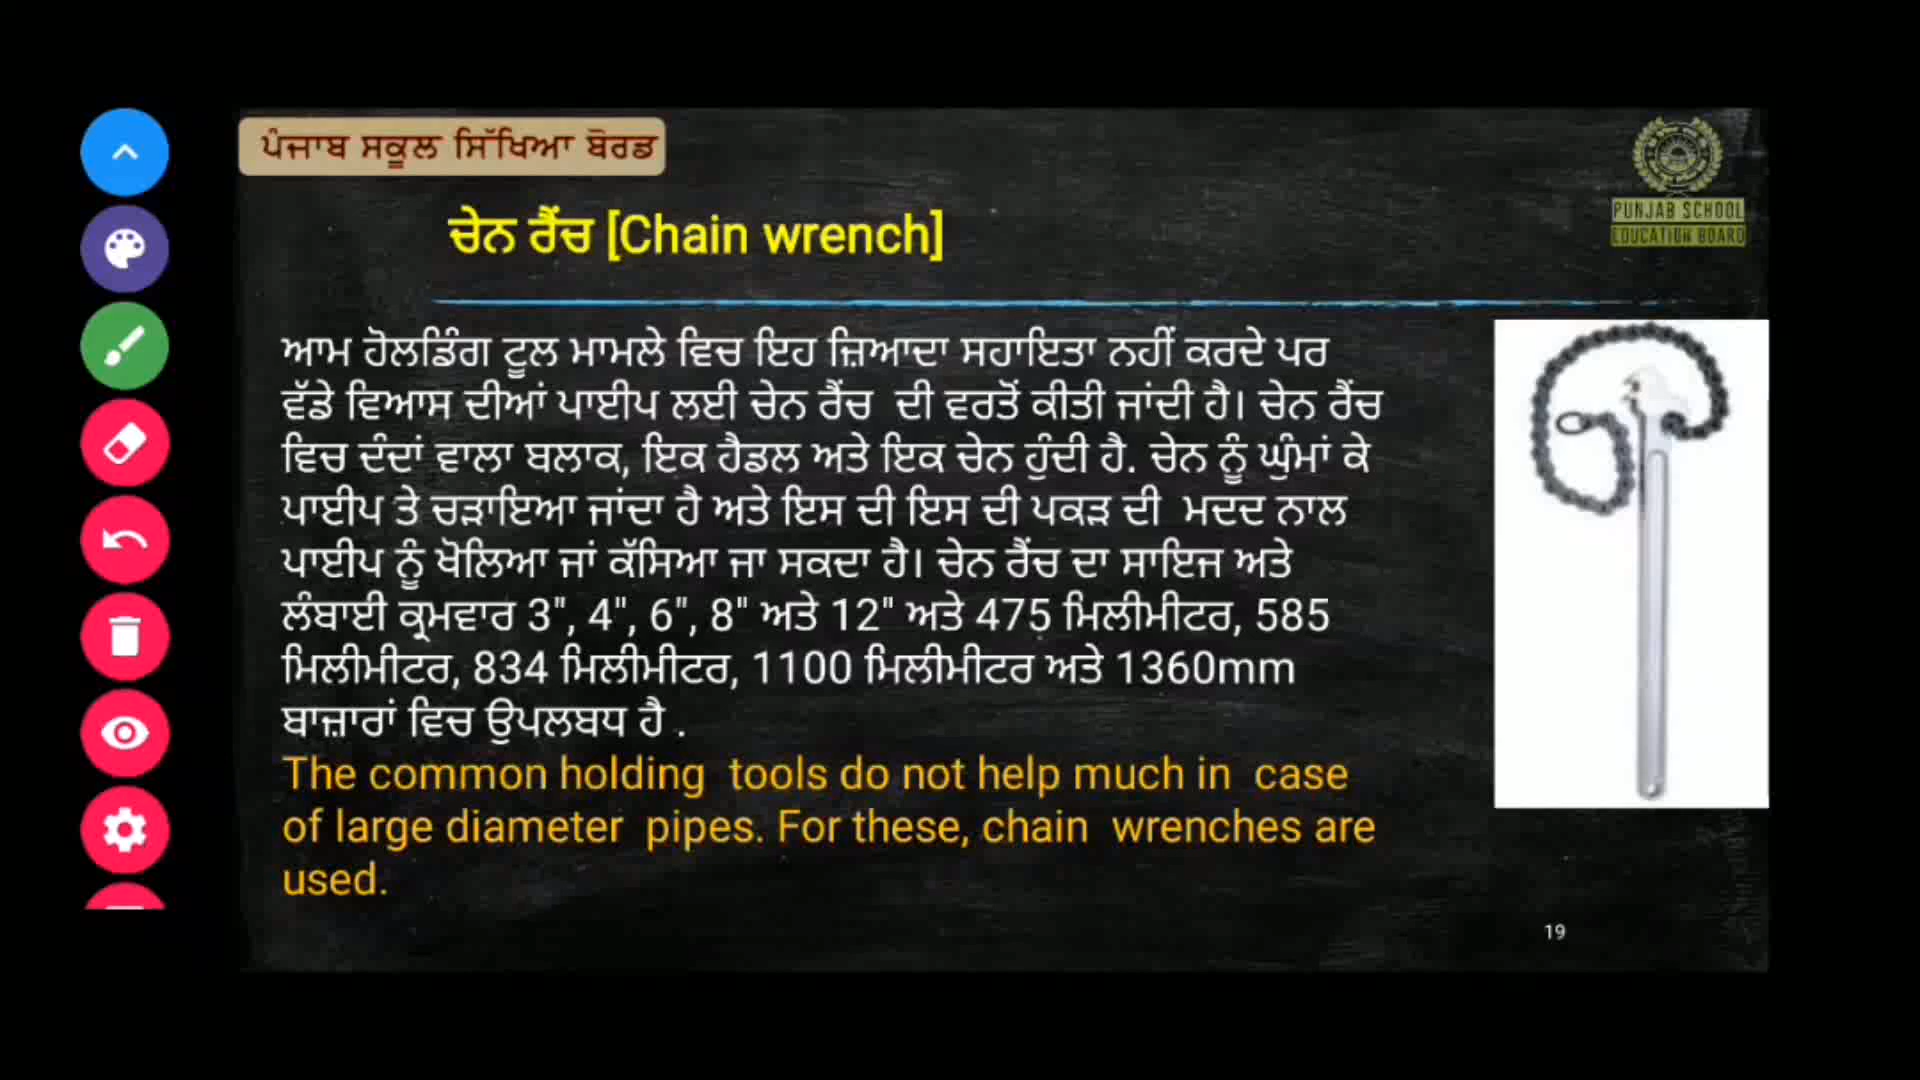 ਪੰਜਾਬ ਸਕੂਲ ਸਿੱਖਿਆ ਬੋਰਡ
PUNJAB SCHOOL
EDUCATION BOARD
ਚੇਨ ਰੈਂਚ [Chain wrench]
ਆਮ ਹੋਲਡਿੰਗ ਟੂਲ ਮਾਮਲੇ ਵਿਚ ਇਹ ਜ਼ਿਆਦਾ ਸਹਾਇਤਾ ਨਹੀਂ ਕਰਦੇ ਪਰ
ਵੱਡੇ ਵਿਆਸ ਦੀਆਂ ਪਾਈਪ ਲਈ ਚੇਨ ਰੈਂਚ ਦੀ ਵਰਤੋਂ ਕੀਤੀ ਜਾਂਦੀ ਹੈ। ਚੇਨ ਰੈਂਚ
ਵਿਚ ਦੰਦਾਂ ਵਾਲਾ ਬਲਾਕ, ਇਕ ਹੈਡਲ ਅਤੇ ਇਕ ਚੇਨ ਹੁੰਦੀ ਹੈ. ਚੇਨ ਨੂੰ ਘੁੰਮਾਂ ਕੇ
ਪਾਈਪ ਤੇ ਚੜਾਇਆ ਜਾਂਦਾ ਹੈ ਅਤੇ ਇਸ ਦੀ ਇਸ ਦੀ ਪਕੜ ਦੀ ਮਦਦ ਨਾਲ
ਪਾਈਪ ਨੂੰ ਖੋਲਿਆ ਜਾਂ ਕੱਸਿਆ ਜਾ ਸਕਦਾ ਹੈ। ਚੇਨ ਰੈਂਚ ਦਾ ਸਾਇਜ ਅਤੇ
ਲੰਬਾਈ ਕ੍ਰਮਵਾਰ 3", 4", 6", 8" ਅਤੇ 12" ਅਤੇ 475 ਮਿਲੀਮੀਟਰ, 585
ਮਿਲੀਮੀਟਰ, 834 ਮਿਲੀਮੀਟਰ, 1100 ਮਿਲੀਮੀਟਰ ਅਤੇ 1360mm
ਬਾਜ਼ਾਰਾਂ ਵਿਚ ਉਪਲਬਧ ਹੈ .
The common holding tools do not help much in case
of large diameter pipes. For these, chain wrenches are
used.
19